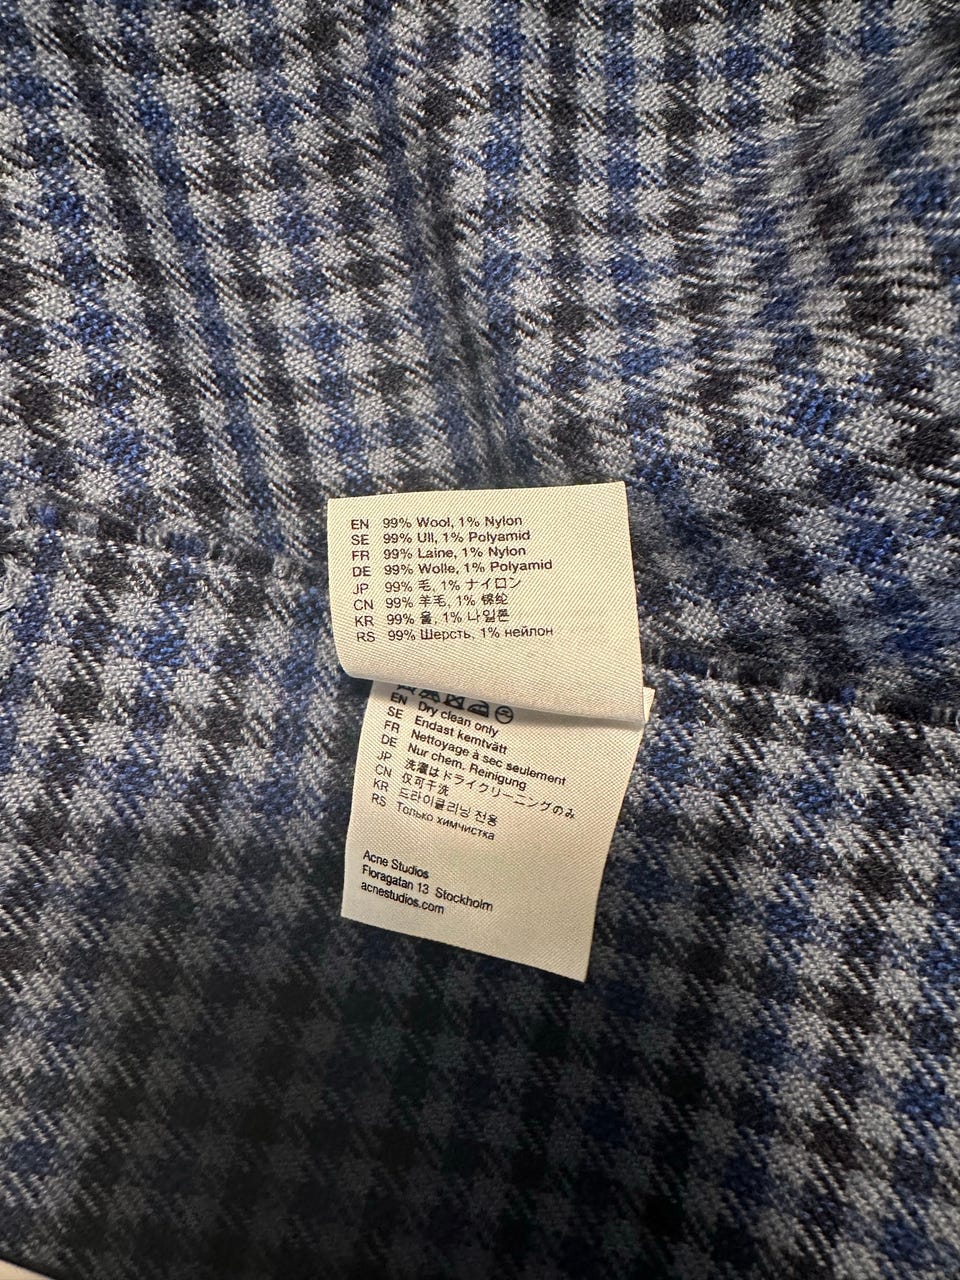 EN 99% Wool, 1% Nylon
SE 99% Ull, 1% Polyamid
FR 99% Laine, 1% Nylon
DE 99% Wolle, 1% Polyamid
JP 99% 毛, 1% ナイロン
CN 99% 羊毛, 1% 锦纶
KR 99% 울, 1% 나일론
RS 99% Шерсть, 1% нейлон
EN Dry clean only
SE Endast kemtvätt
FR Nettoyage à sec seulement
DE Nur chem. Reinigung
JP 洗濯はドライクリーニングのみ
CN 仅可干洗
KR 드라이클리닝 전용
RS Только химчистка
Acne Studios
Floragatan 13 Stockholm
acnestudios.com